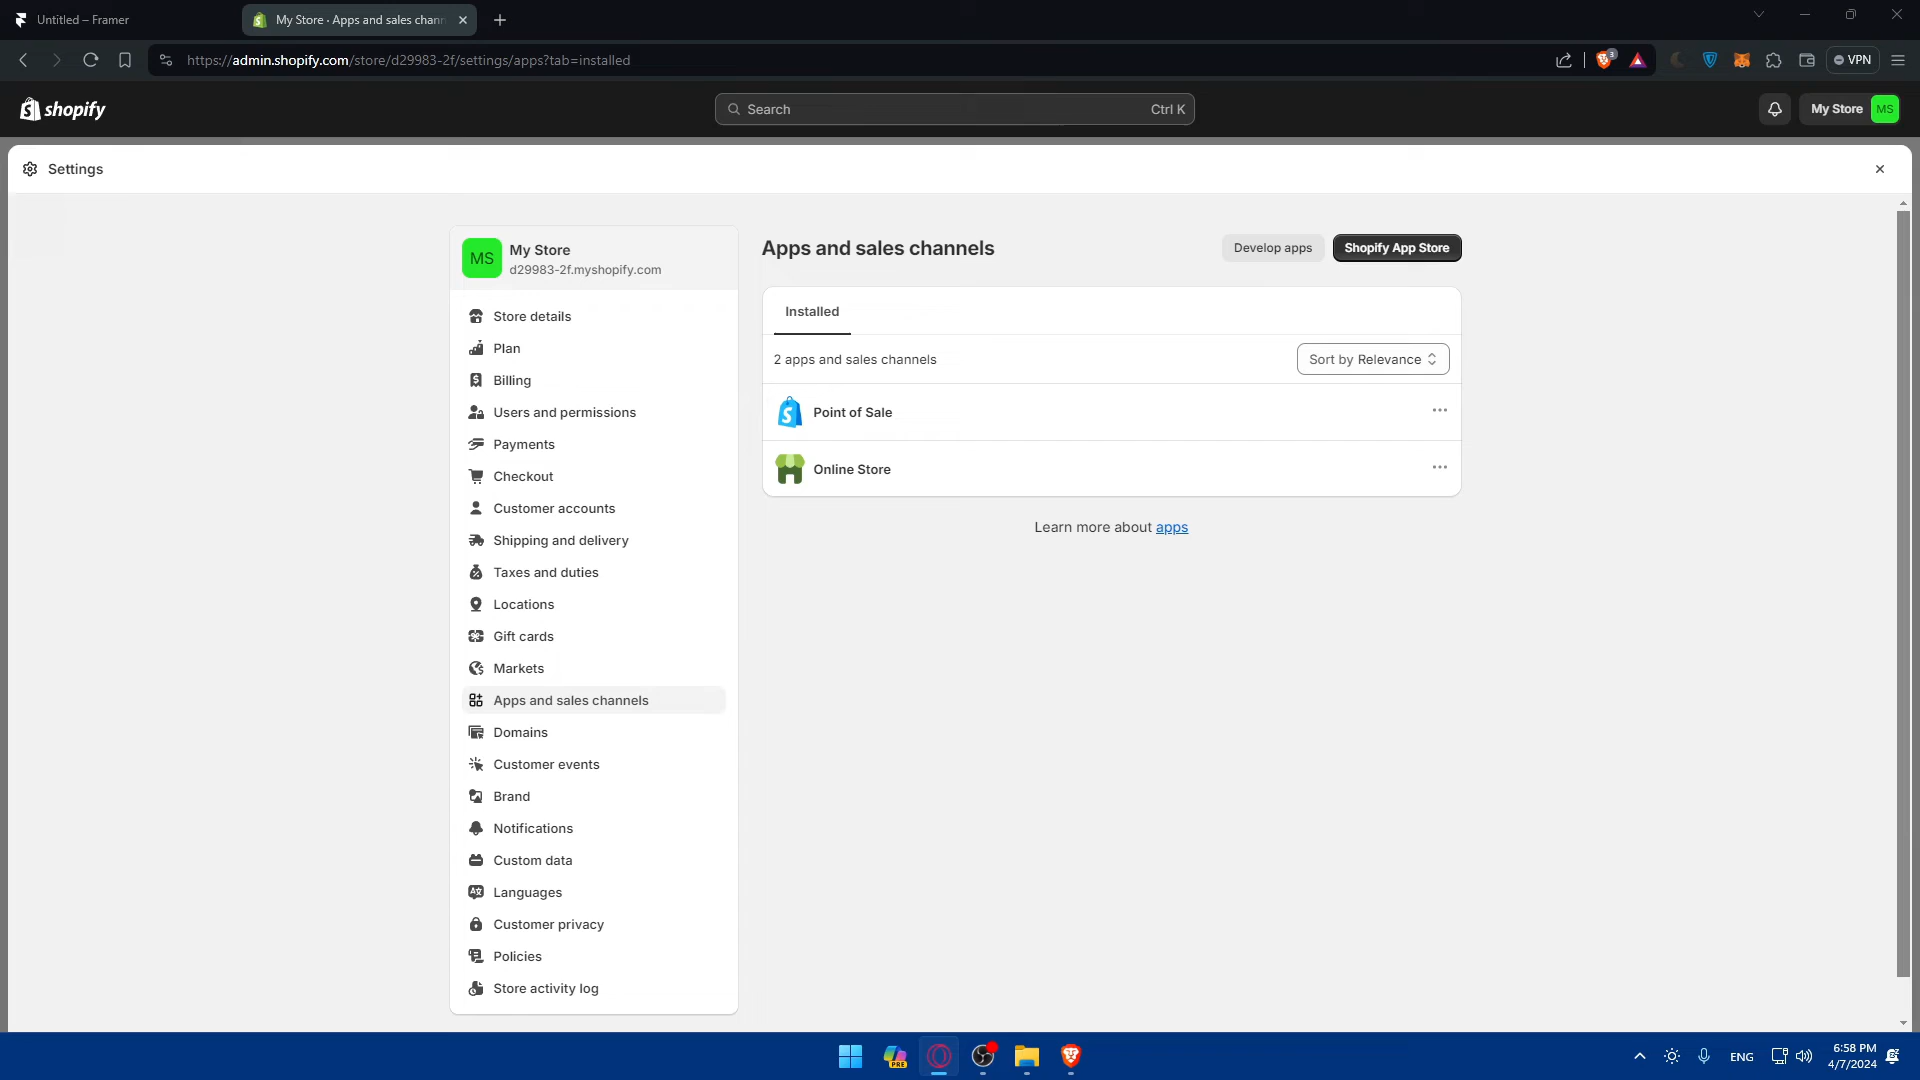 Untitled – Framer
My Store · Apps and sales chann
https://admin.shopify.com/store/d29983-2f/settings/apps?tab=installed
3
VPN
shopify
Search
Ctrl K
My Store
MS
Settings
MS
My Store
d29983-2f.myshopify.com
Store details
Plan
Billing
Users and permissions
Payments
Checkout
Customer accounts
Shipping and delivery
Taxes and duties
Locations
Gift cards
Markets
Apps and sales channels
Domains
Customer events
Brand
Notifications
Custom data
Languages
Customer privacy
Policies
Store activity log
Apps and sales channels
Develop apps
Shopify App Store
Installed
2 apps and sales channels
Sort by Relevance
Point of Sale
Online Store
Learn more about apps
PRE
ENG
6:58 PM
4/7/2024